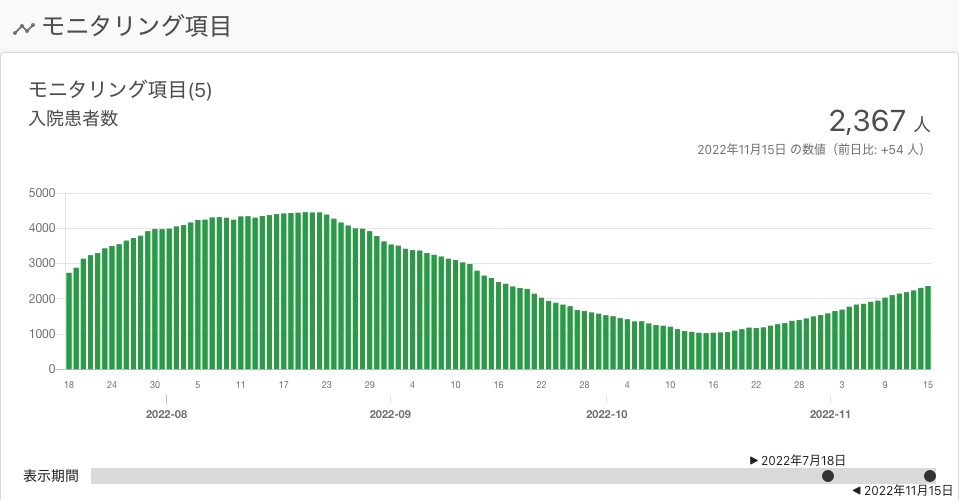 モニタリング項目
モニタリング項目(5)
入院患者数
2,367 人
2022年11月15日 の数値（前日比: +54 人）
5000
4000
3000
2000
1000
0
18 24 30 5 11 17 23 29 4 10 16 22 28 4 10 16 22 28 3 9 15
2022-08 2022-09 2022-10 2022-11
▶ 2022年7月18日
表示期間
◀ 2022年11月15日